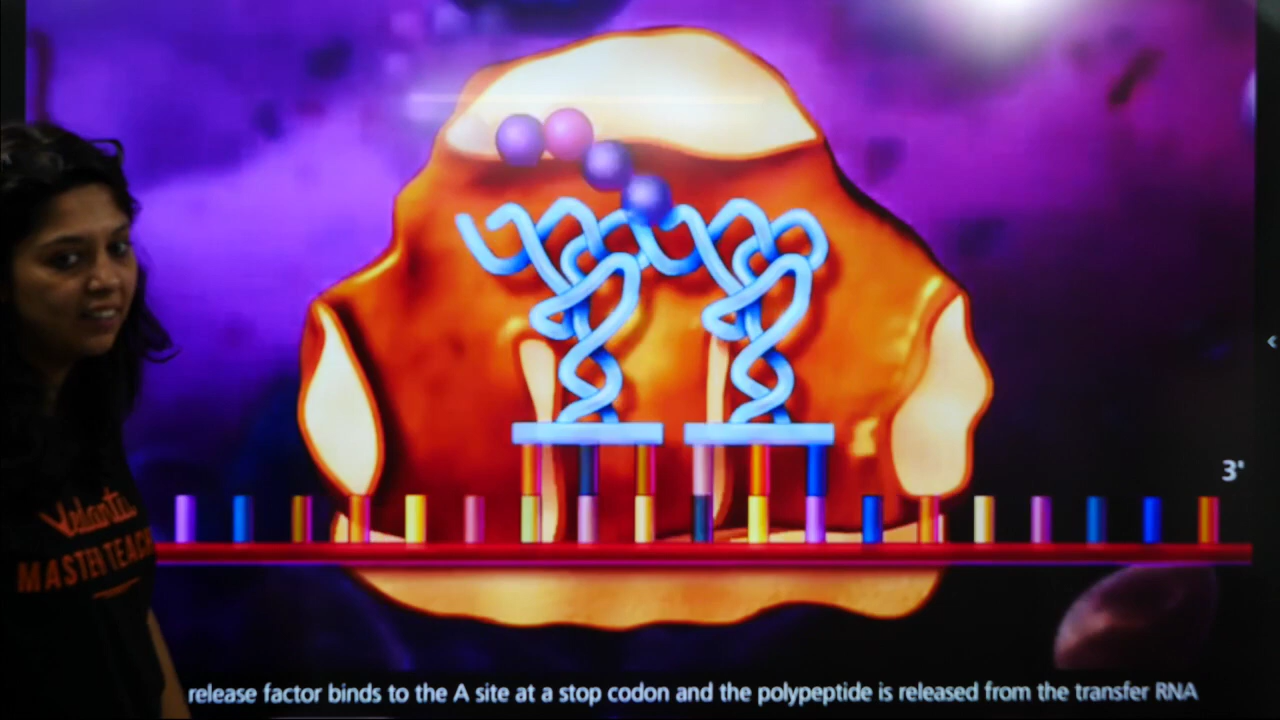 3'
Vedantu
MASTER TEACH
release factor binds to the A site at a stop codon and the polypeptide is released from the transfer RNA